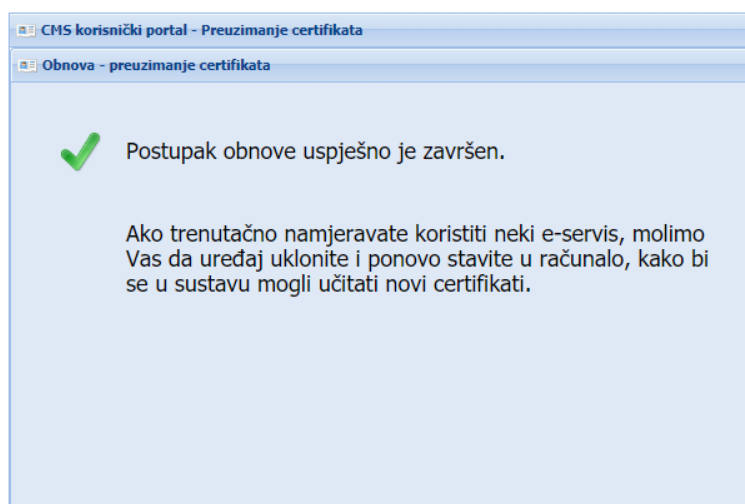 CMS korisnički portal - Preuzimanje certifikata
Obnova - preuzimanje certifikata
Postupak obnove uspješno je završen.
Ako trenutačno namjeravate koristiti neki e-servis, molimo
Vas da uređaj uklonite i ponovo stavite u računalo, kako bi
se u sustavu mogli učitati novi certifikati.